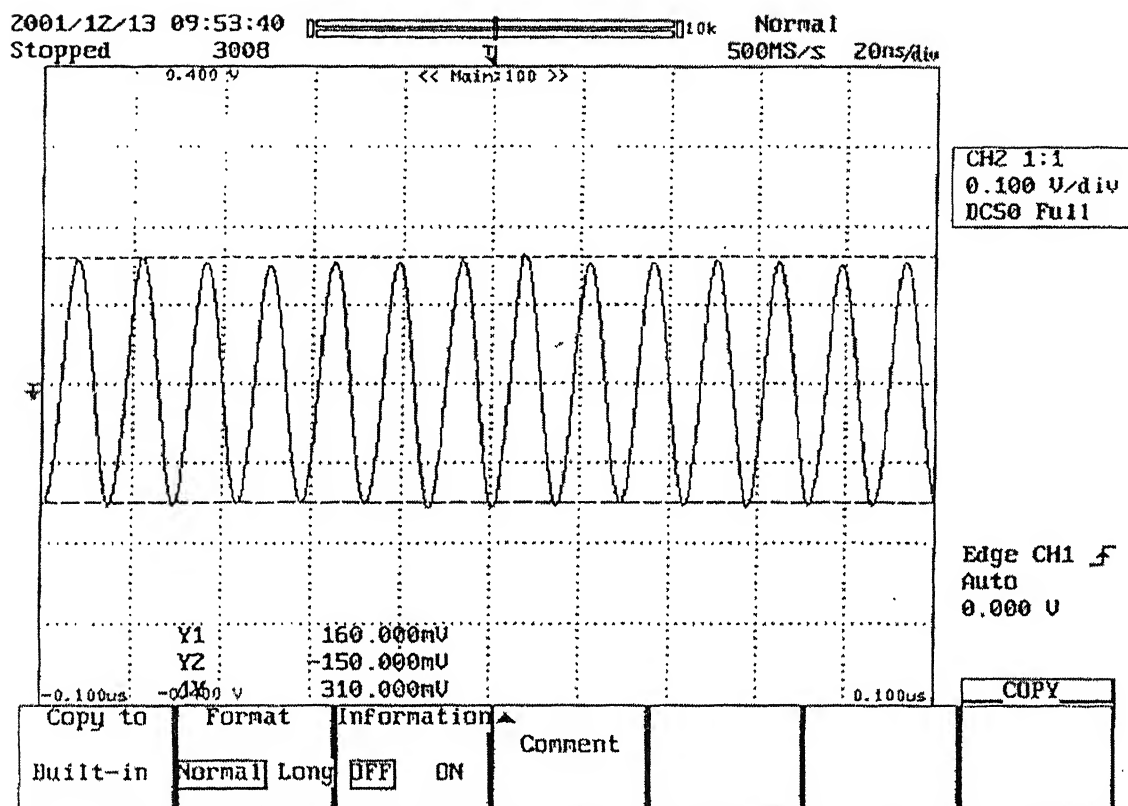 2001/12/13 09:53:40 10k Normal
Stopped 3008 500MS/s 20ns/div
0.400 V << Main:100 >>
CH2 1:1
0.100 V/div
DC50 Full
Edge CH1
Auto
0.000 V
Y1 160.000mV
Y2 -150.000mV
310.000mV
-0.100us 0.100us
COPY
Copy to Format Information
Comment
Built-in Normal Long OFF ON